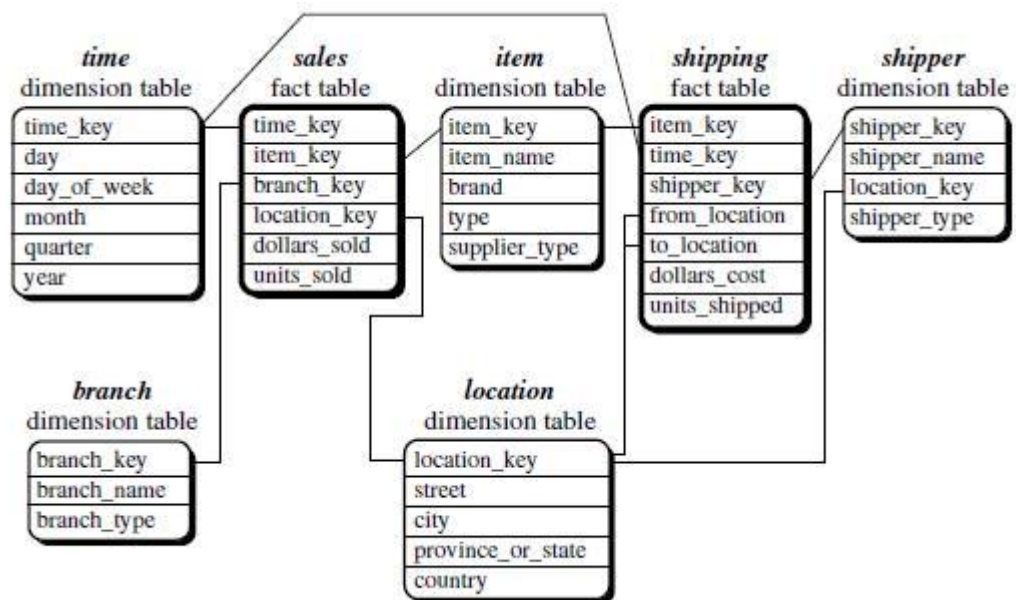 time
dimension table
time_key
day
day_of_week
month
quarter
year
sales
fact table
time_key
item_key
branch_key
location_key
dollars_sold
units_sold
item
dimension table
item_key
item_name
brand
type
supplier_type
shipping
fact table
item_key
time_key
shipper_key
from_location
to_location
dollars_cost
units_shipped
shipper
dimension table
shipper_key
shipper_name
location_key
shipper_type
branch
dimension table
branch_key
branch_name
branch_type
location
dimension table
location_key
street
city
province_or_state
country